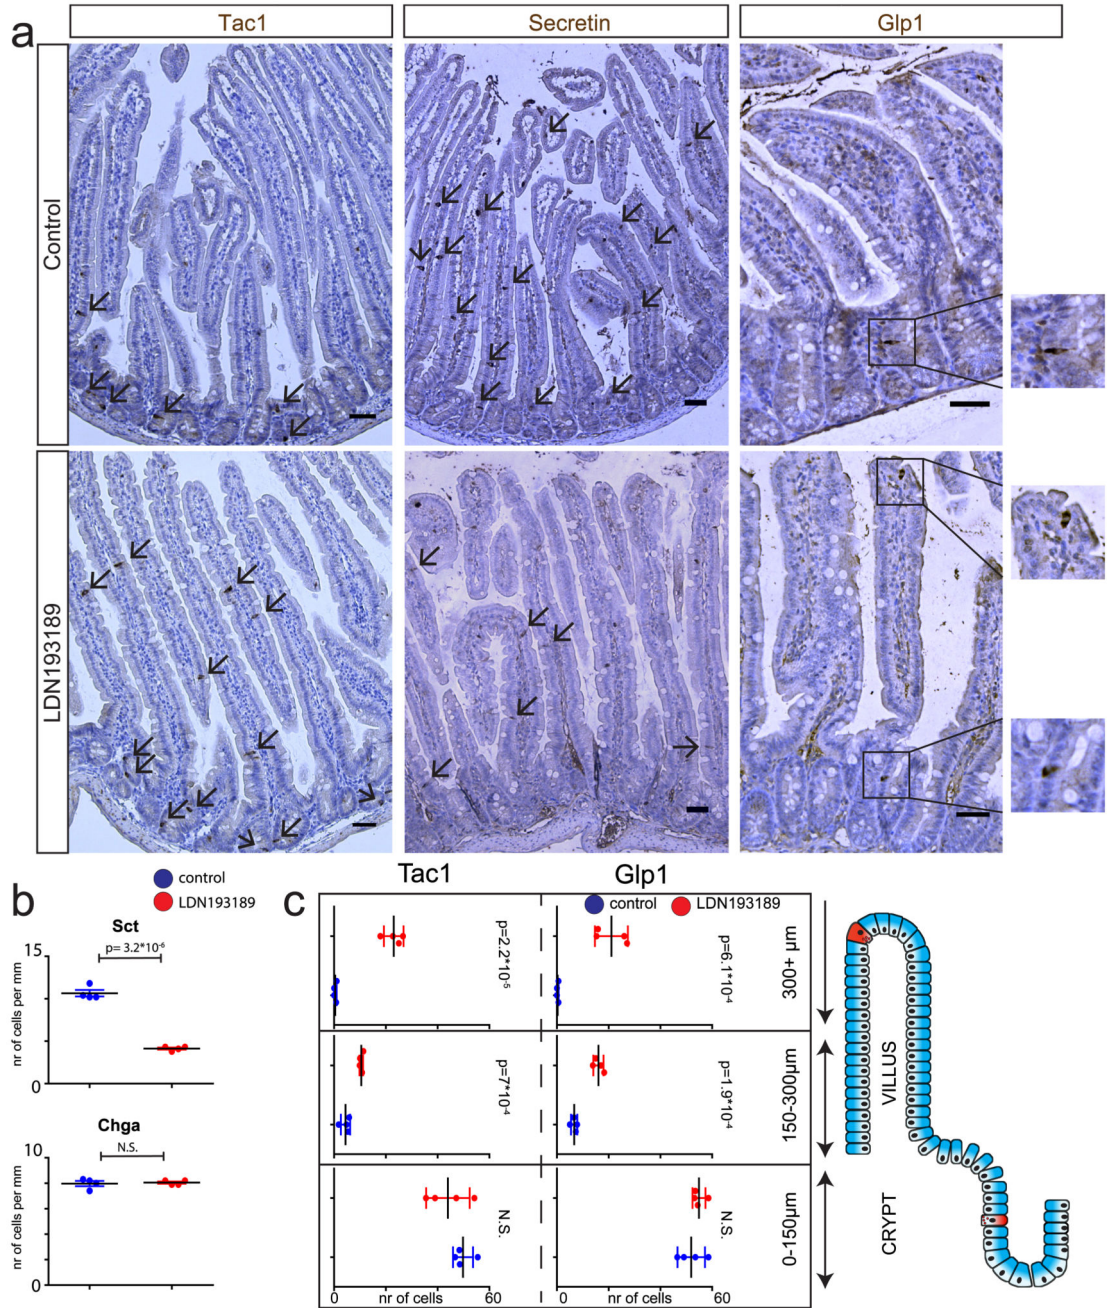 a
Tac1
Secretin
Glp1
Control
LDN193189
b
control
LDN193189
Sct
p= 3.2*10-6
15
nr of cells per mm
0
Chga
N.S.
10
nr of cells per mm
0
c
Tac1
Glp1
control
LDN193189
p=2.2*10-5
p=6.1*10-4
300+ µm
p=7*10-4
p=1.9*10-4
150-300µm
N.S.
N.S.
0-150µm
0
nr of cells
60
0
nr of cells
60
VILLUS
CRYPT